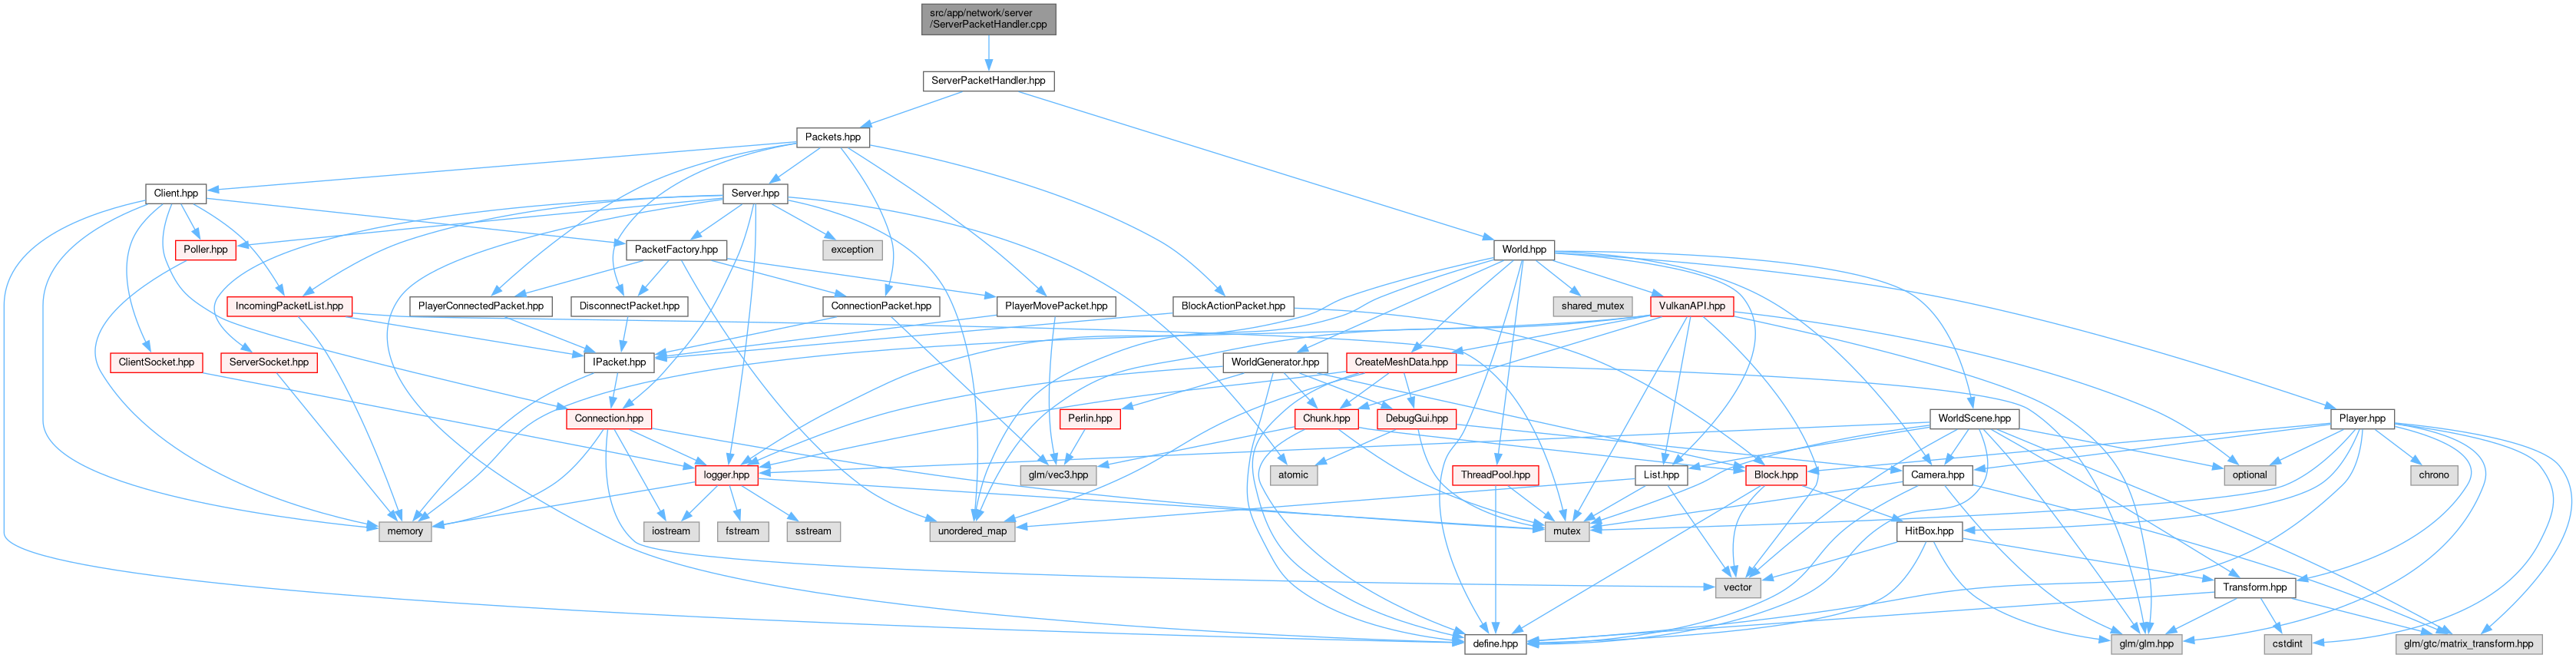 src/app/network/server
/ServerPacketHandler.cpp
ServerPacketHandler.hpp
Packets.hpp
Client.hpp
Server.hpp
Poller.hpp
PacketFactory.hpp
exception
World.hpp
IncomingPacketList.hpp
PlayerConnectedPacket.hpp
DisconnectPacket.hpp
ConnectionPacket.hpp
PlayerMovePacket.hpp
BlockActionPacket.hpp
shared_mutex
VulkanAPI.hpp
ClientSocket.hpp
ServerSocket.hpp
IPacket.hpp
WorldGenerator.hpp
CreateMeshData.hpp
Connection.hpp
Perlin.hpp
Chunk.hpp
DebugGui.hpp
WorldScene.hpp
Player.hpp
logger.hpp
glm/vec3.hpp
atomic
ThreadPool.hpp
List.hpp
Block.hpp
Camera.hpp
optional
chrono
memory
iostream
fstream
sstream
unordered_map
mutex
HitBox.hpp
vector
Transform.hpp
define.hpp
glm/glm.hpp
cstdint
glm/gtc/matrix_transform.hpp